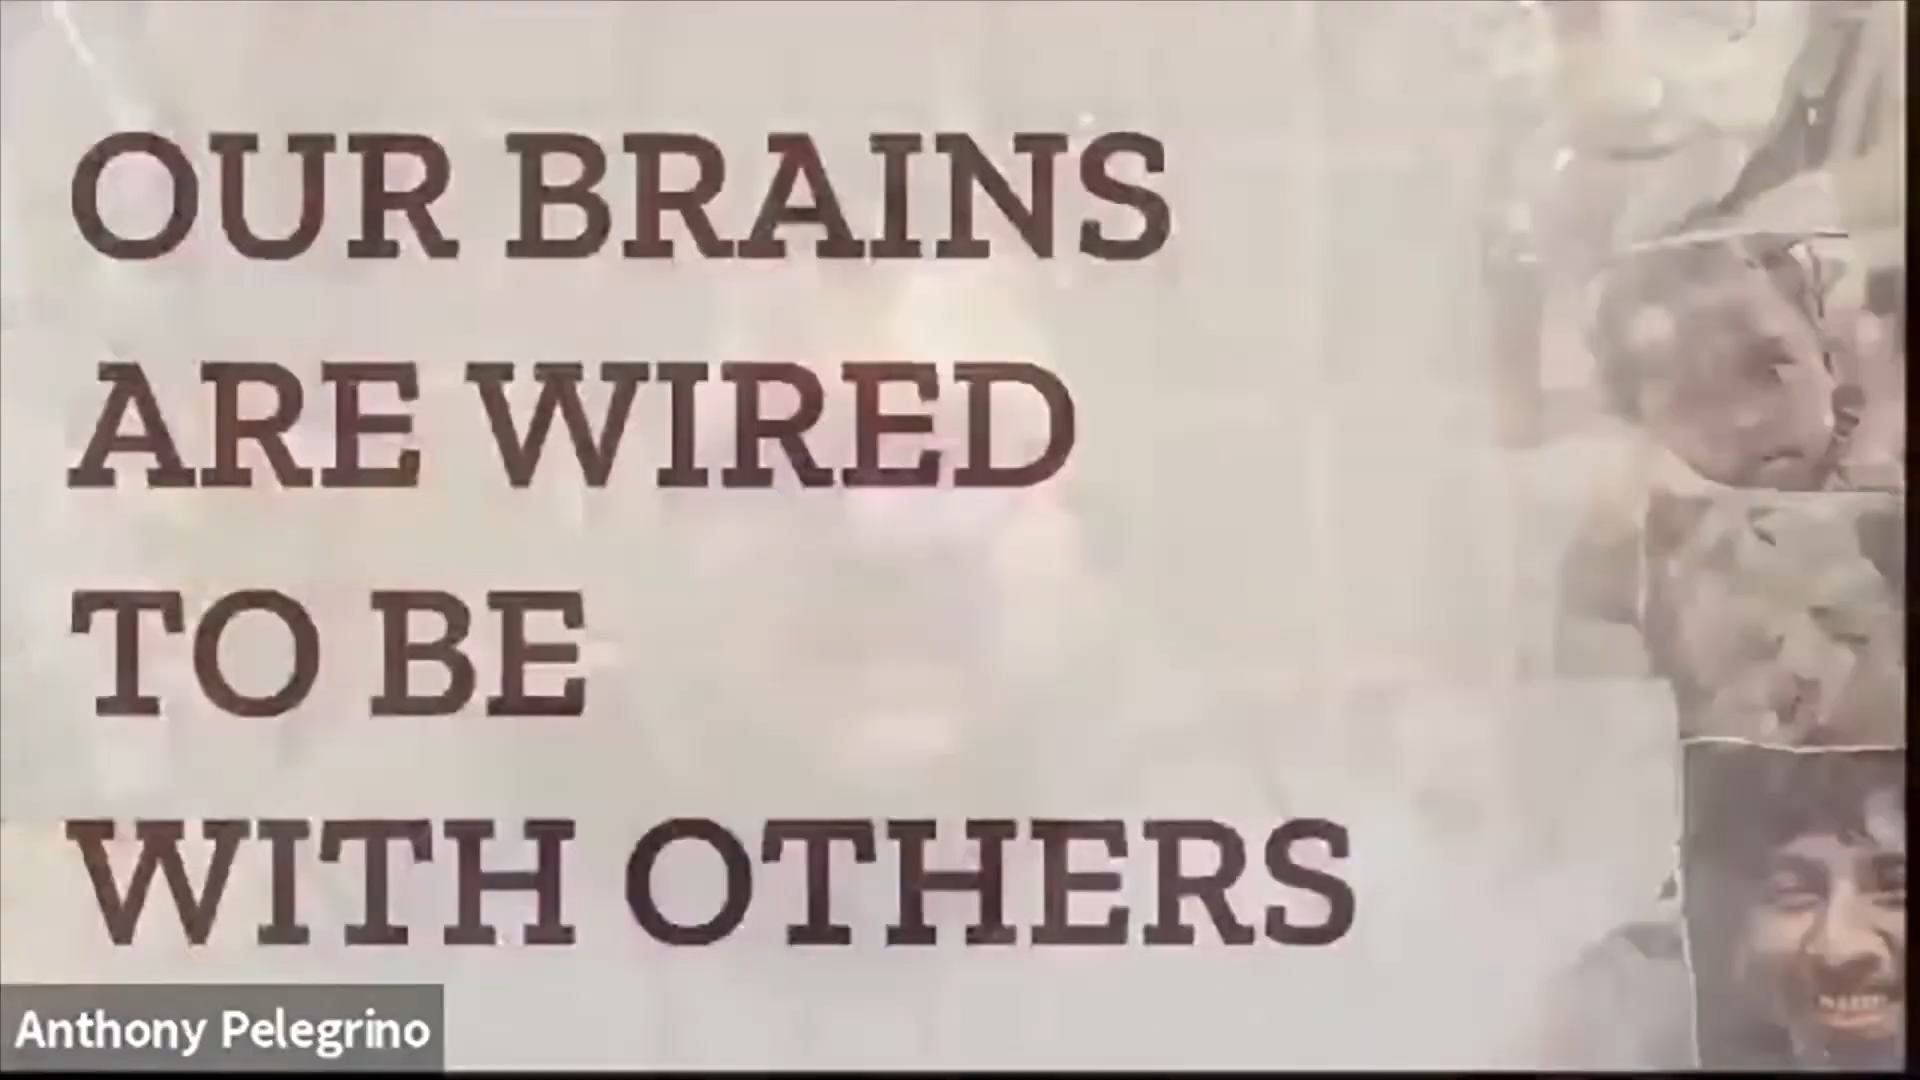 OUR BRAINS
ARE WIRED
TO BE
WITH OTHERS
Anthony Pelegrino